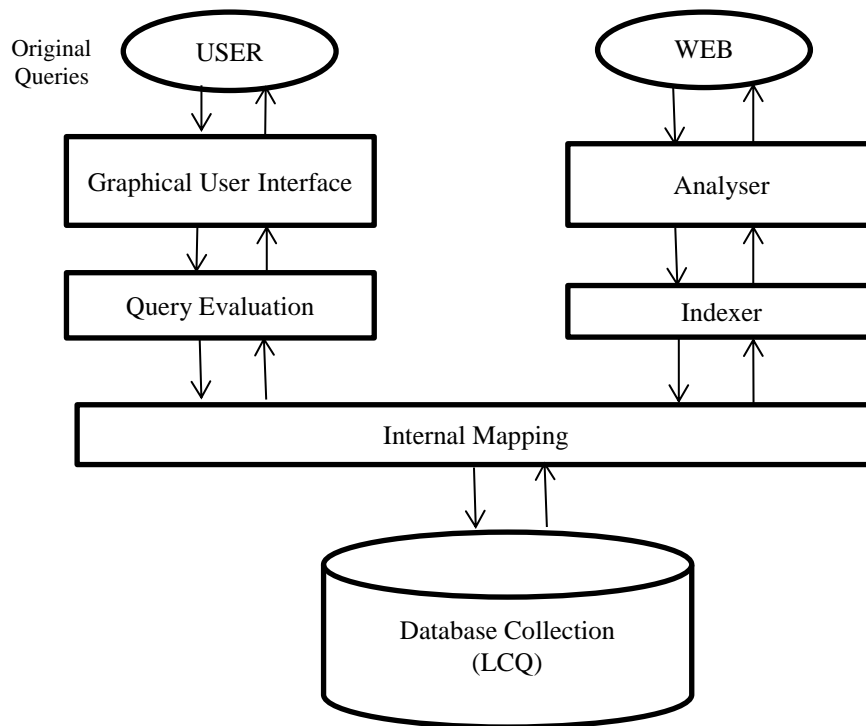 Original
Queries
USER
WEB
Graphical User Interface
Analyser
Query Evaluation
Indexer
Internal Mapping
Database Collection
(LCQ)